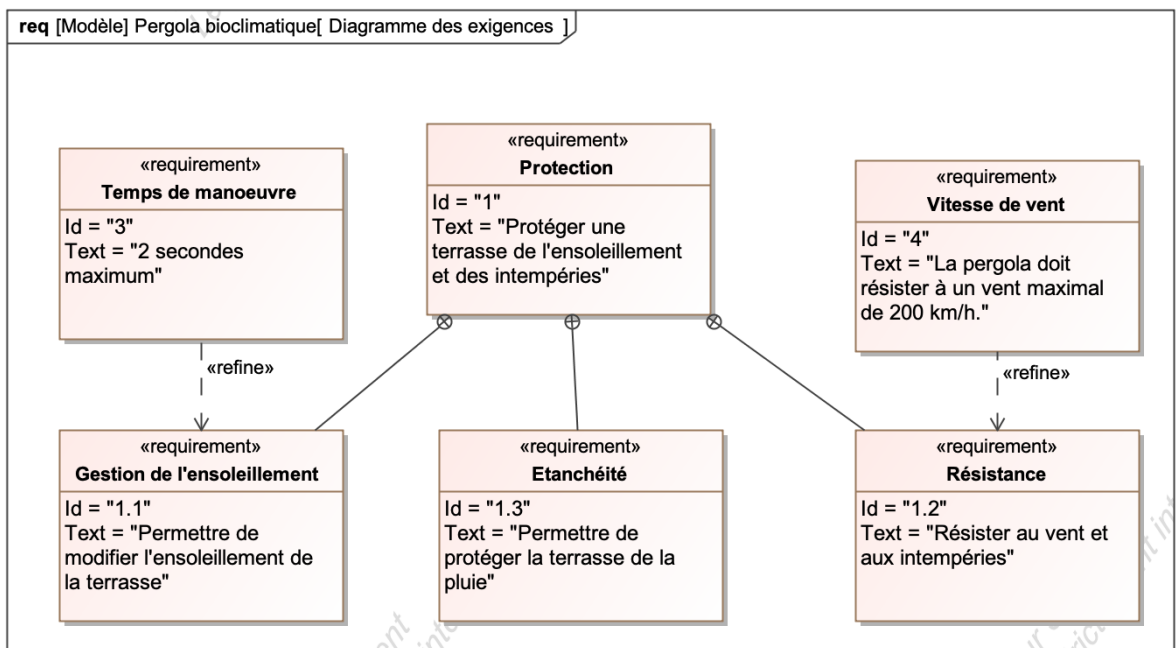 req [Modèle] Pergola bioclimatique[ Diagramme des exigences ]
«requirement»
Temps de manoeuvre
Id = "3"
Text = "2 secondes
maximum"
«requirement»
Protection
Id = "1"
Text = "Protéger une
terrasse de l'ensoleillement
et des intempéries"
«requirement»
Vitesse de vent
Id = "4"
Text = "La pergola doit
résister à un vent maximal
de 200 km/h."
«refine»
«refine»
«requirement»
Gestion de l'ensoleillement
Id = "1.1"
Text = "Permettre de
modifier l'ensoleillement de
la terrasse"
«requirement»
Etanchéité
Id = "1.3"
Text = "Permettre de
protéger la terrasse de la
pluie"
«requirement»
Résistance
Id = "1.2"
Text = "Résister au vent et
aux intempéries"